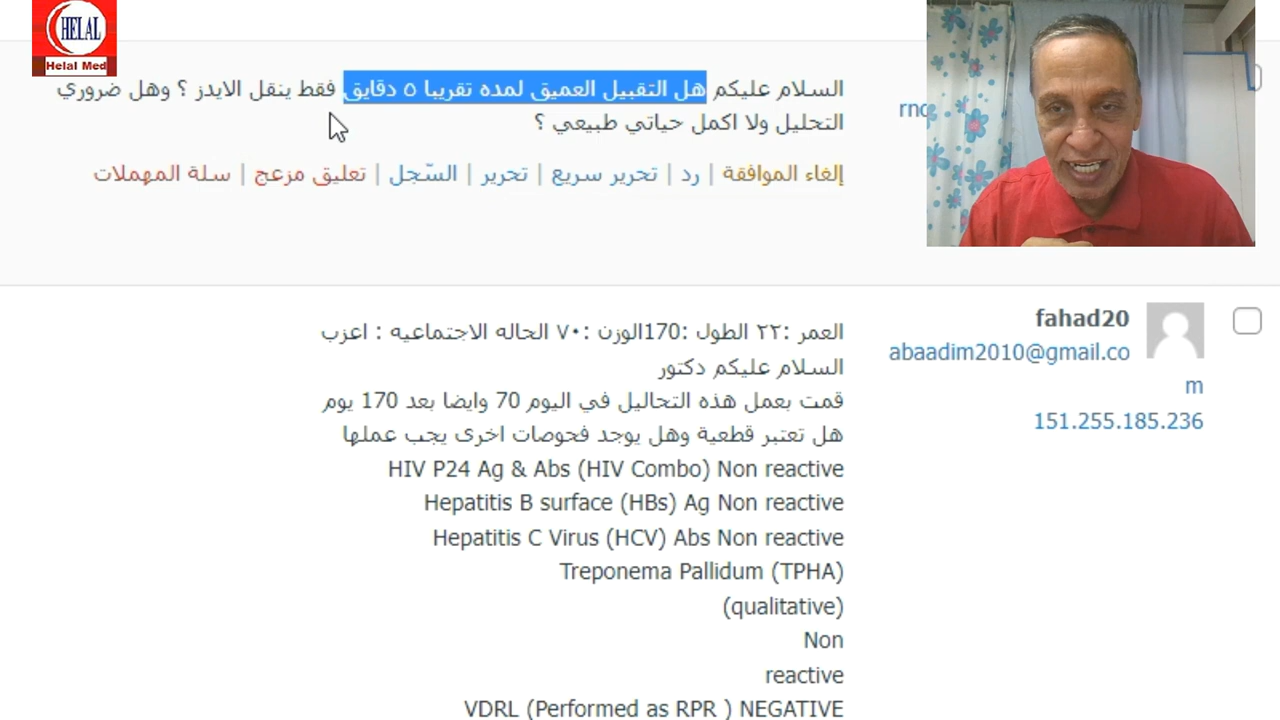 HELAL
Helal Med
السلام عليكم هل التقبيل العميق لمده تقريبا ٥ دقايق فقط ينقل الايدز ؟ وهل ضروري
التحليل ولا اكمل حياتي طبيعي ؟
إلغاء الموافقة | رد | تحرير سريع | تحرير | السّجل | تعليق مزعج | سلة المهملات
fahad20
abaadim2010@gmail.co
m
151.255.185.236
العمر :٢٢ الطول :170الوزن :٧٠ الحاله الاجتماعيه : اعزب
السلام عليكم دكتور
قمت بعمل هذه التحاليل في اليوم 70 وايضا بعد 170 يوم
هل تعتبر قطعية وهل يوجد فحوصات اخرى يجب عملها
HIV P24 Ag & Abs (HIV Combo) Non reactive
Hepatitis B surface (HBs) Ag Non reactive
Hepatitis C Virus (HCV) Abs Non reactive
Treponema Pallidum (TPHA)
(qualitative)
Non
reactive
VDRL (Performed as RPR ) NEGATIVE